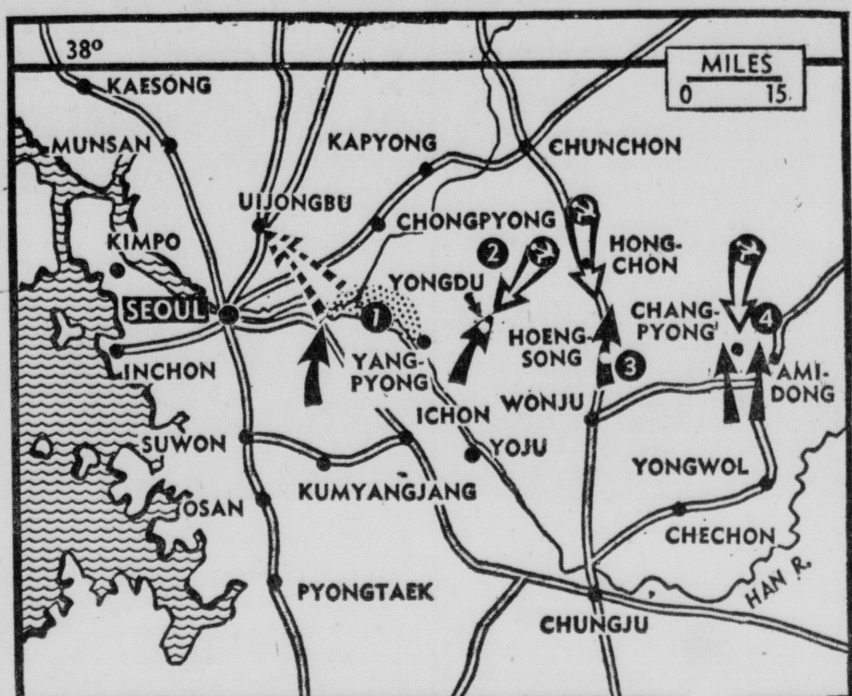 38°
MILES
0 15
KAESONG
MUNSAN
KAPYONG
CHUNCHON
UIJONGBU
CHONGPYONG
KIMPO
YONGDU
2
HONG-
CHON
SEOUL
1
CHANG-
PYONG
4
HOENG-
SONG
3
YANG-
PYONG
INCHON
AMI-
DONG
ICHON
WONJU
SUWON
YOJU
YONGWOL
KUMYANGJANG
OSAN
CHECHON
PYONGTAEK
HAN R.
CHUNGJU